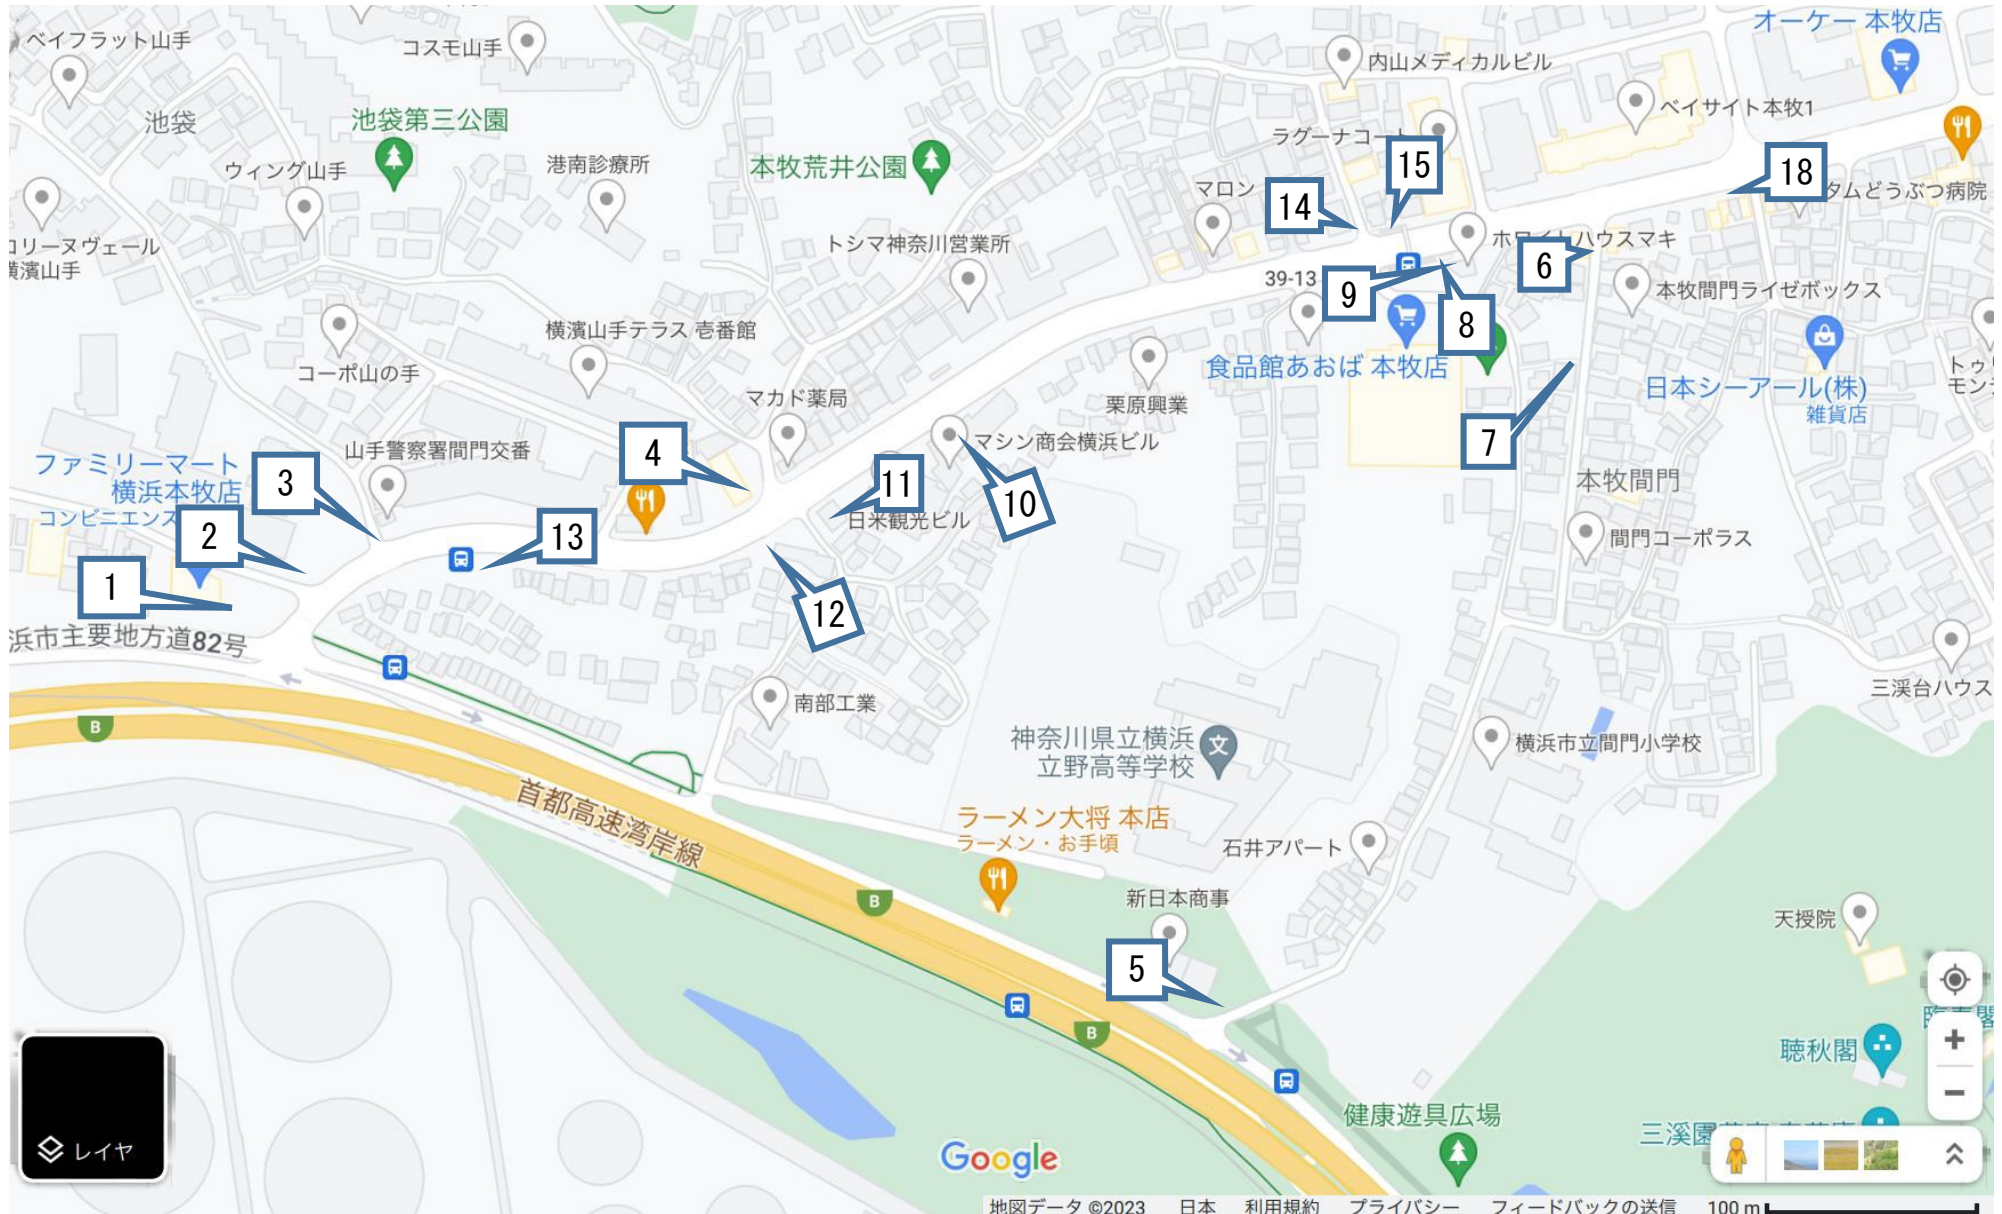 オーケー 本牧店
ベイフラット山手
コスモ山手
内山メディカルビル
ベイサイト本牧1
池袋
池袋第三公園
ラグーナコート
港南診療所
本牧荒井公園
ウィング山手
15
18
マロン
14
タムどうぶつ病院
コリーヌヴェール
横濱山手
トシマ神奈川営業所
ホワイトハウスマキ
6
39-13
9
本牧間門ライゼボックス
8
横濱山手テラス 壱番館
コーポ山の手
食品館あおば 本牧店
日本シーアール(株)
雑貨店
マカド薬局
栗原興業
7
4
マシン商会横浜ビル
山手警察署間門交番
ファミリーマート
横浜本牧店
3
11
10
本牧間門
日米観光ビル
2
13
間門コーポラス
1
12
浜市主要地方道82号
三渓台ハウス
南部工業
神奈川県立横浜
立野高等学校
文
横浜市立間門小学校
B
首都高速湾岸線
ラーメン大将 本店
ラーメン・お手頃
石井アパート
B
新日本商事
天授院
5
B
聴秋閣
健康遊具広場
レイヤ
Google
地図データ ©2023 日本 利用規約 プライバシー フィードバックの送信 100 m